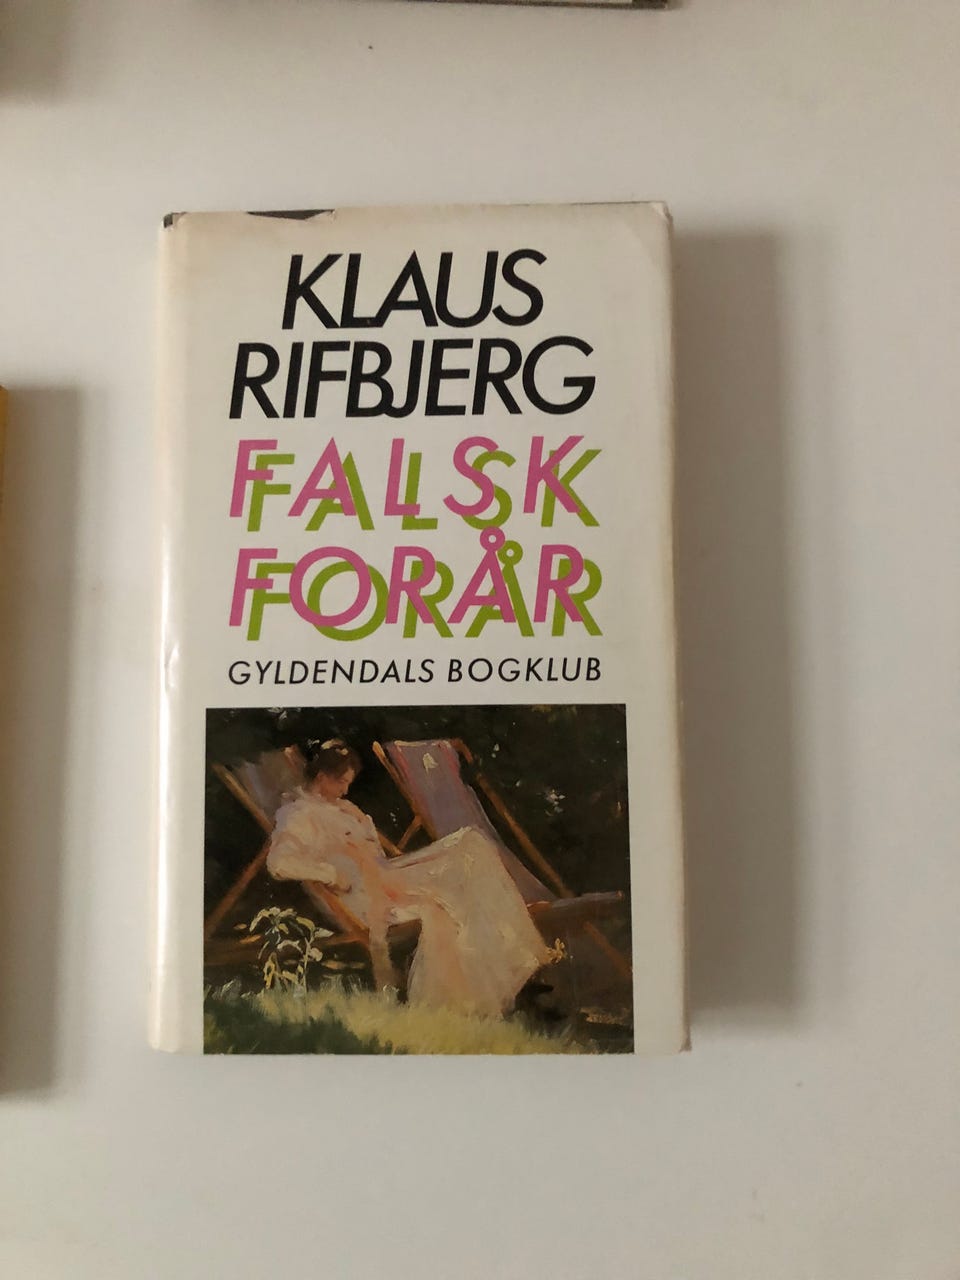 KLAUS
RIFBJERG
FALSK
FORÅR
GYLDENDALS BOGKLUB